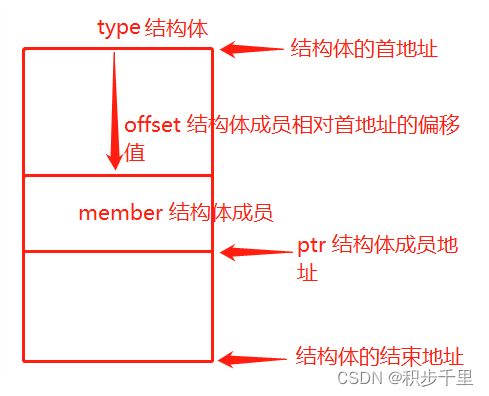 type 结构体
结构体的首地址
offset 结构体成员相对首地址的偏移
值
member 结构体成员
ptr 结构体成员地
址
结构体的结束地址
CSDN @积步千里